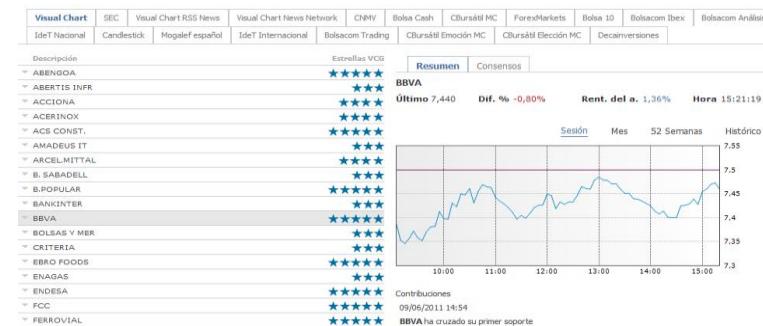 Visual Chart SEC Visual Chart RSS News Visual Chart News Network CNMV Bolsa Cash CBursátil MC ForexMarkets Bolsa 10 Bolsacom Ibex Bolsacom Análisi
IdeT Nacional Candlestick Mogalef español IdeT Internacional Bolsacom Trading CBursátil Emoción MC CBursátil Elección MC Decainversiones
Descripción Estrellas VCG
ABENGOA
ABERTIS INFR
ACCIONA
ACERINOX
ACS CONST.
AMADEUS IT
ARCEL.MITTAL
B. SABADELL
B.POPULAR
BANKINTER
BBVA
BOLSAS Y MER
CRITERIA
EBRO FOODS
ENAGAS
ENDESA
FCC
FERROVIAL
Resumen Consensos
BBVA
Último 7,440 Dif. % -0,80% Rent. del a. 1,36% Hora 15:21:19
Sesión Mes 52 Semanas Histórico
7.55
7.5
7.45
7.4
7.35
7.3
10:00 11:00 12:00 13:00 14:00 15:00
Contribuciones
09/06/2011 14:54
BBVA ha cruzado su primer soporte